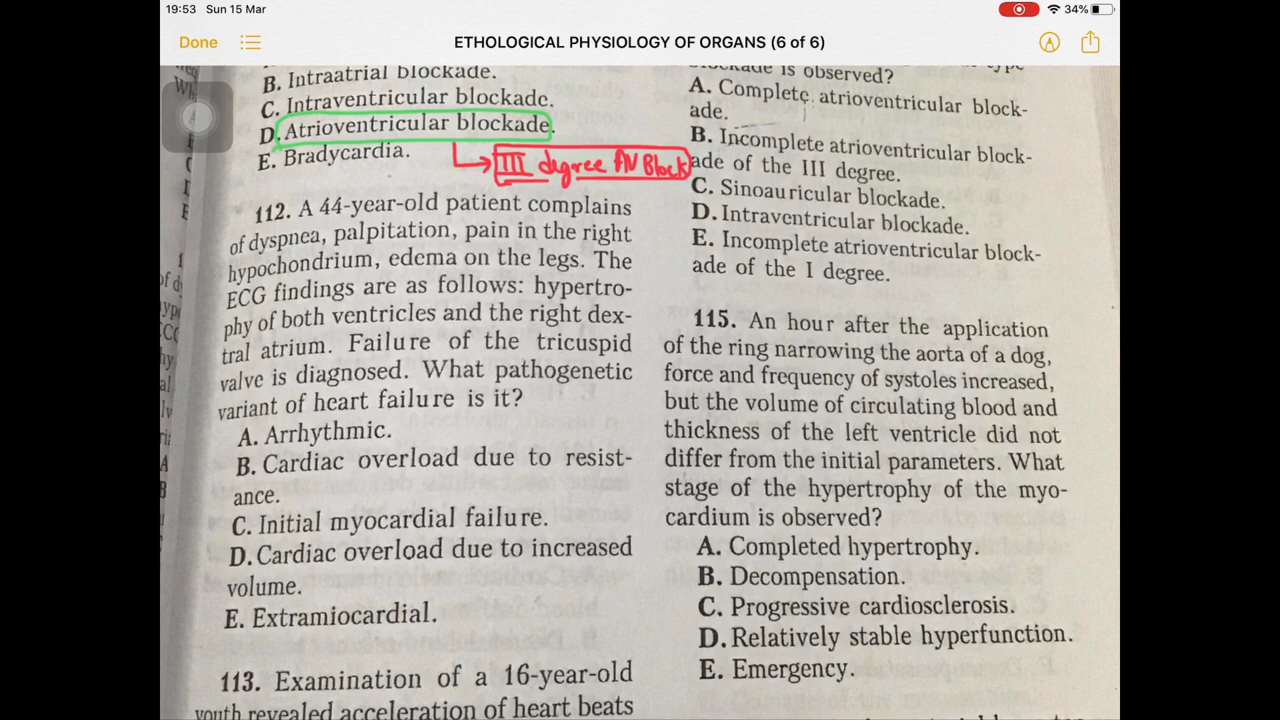 19:53 Sun 15 Mar
34%
Done
ETHOLOGICAL PHYSIOLOGY OF ORGANS (6 of 6)
B. Intraatrial blockade.
C. Intraventricular blockade.
D. Atrioventricular blockade.
E. Bradycardia.
III degree AV Block
112. A 44-year-old patient complains
of dyspnea, palpitation, pain in the right
hypochondrium, edema on the legs. The
ECG findings are as follows: hypertro-
phy of both ventricles and the right dex-
tral atrium. Failure of the tricuspid
valve is diagnosed. What pathogenetic
variant of heart failure is it?
A. Arrhythmic.
B. Cardiac overload due to resist-
ance.
C. Initial myocardial failure.
D. Cardiac overload due to increased
volume.
E. Extramiocardial.
113. Examination of a 16-year-old
youth revealed acceleration of heart beats
blockade is observed?
A. Complete atrioventricular block-
ade.
B. Incomplete atrioventricular block-
ade of the III degree.
C. Sinoauricular blockade.
D. Intraventricular blockade.
E. Incomplete atrioventricular block-
ade of the I degree.
115. An hour after the application
of the ring narrowing the aorta of a dog,
force and frequency of systoles increased,
but the volume of circulating blood and
thickness of the left ventricle did not
differ from the initial parameters. What
stage of the hypertrophy of the myo-
cardium is observed?
A. Completed hypertrophy.
B. Decompensation.
C. Progressive cardiosclerosis.
D. Relatively stable hyperfunction.
E. Emergency.